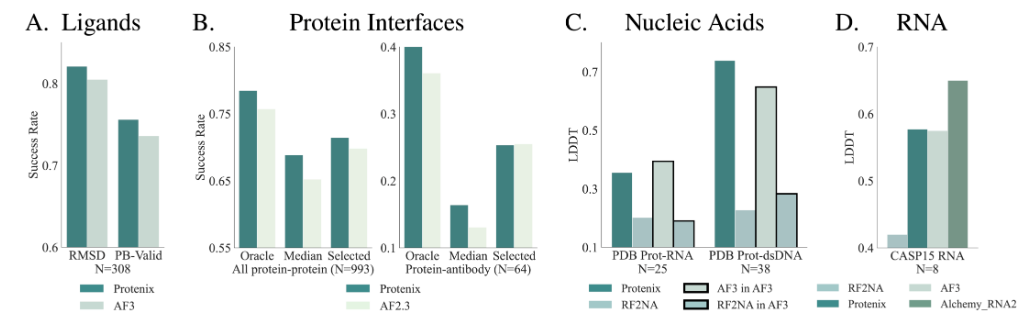 A. Ligands
Success Rate
0.8
0.7
0.6
RMSD PB-Valid
N=308
Protenix
AF3
B. Protein Interfaces
Success Rate
0.85
0.75
0.65
0.55
Oracle Median Selected
All protein-protein (N=993)
0.4
0.3
0.2
0.1
Oracle Median Selected
Protein-antibody (N=64)
Protenix
AF2.3
C. Nucleic Acids
LDDT
0.7
0.5
0.3
0.1
PDB Prot-RNA PDB Prot-dsDNA
N=25 N=38
Protenix AF3 in AF3
RF2NA RF2NA in AF3
D. RNA
LDDT
0.7
0.6
0.5
0.4
CASP15 RNA
N=8
RF2NA AF3
Protenix Alchemy_RNA2